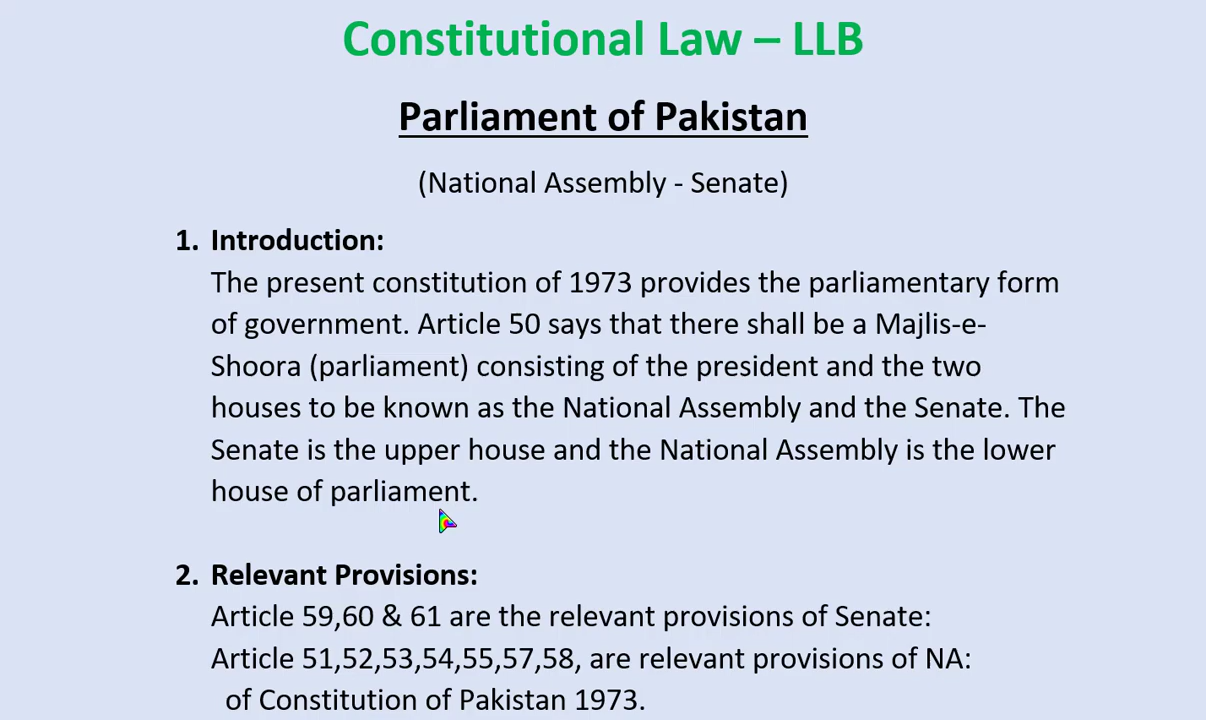 Constitutional Law – LLB
Parliament of Pakistan
(National Assembly - Senate)
1. Introduction:
The present constitution of 1973 provides the parliamentary form
of government. Article 50 says that there shall be a Majlis-e-
Shoora (parliament) consisting of the president and the two
houses to be known as the National Assembly and the Senate. The
Senate is the upper house and the National Assembly is the lower
house of parliament.
2. Relevant Provisions:
Article 59,60 & 61 are the relevant provisions of Senate:
Article 51,52,53,54,55,57,58, are relevant provisions of NA:
of Constitution of Pakistan 1973.